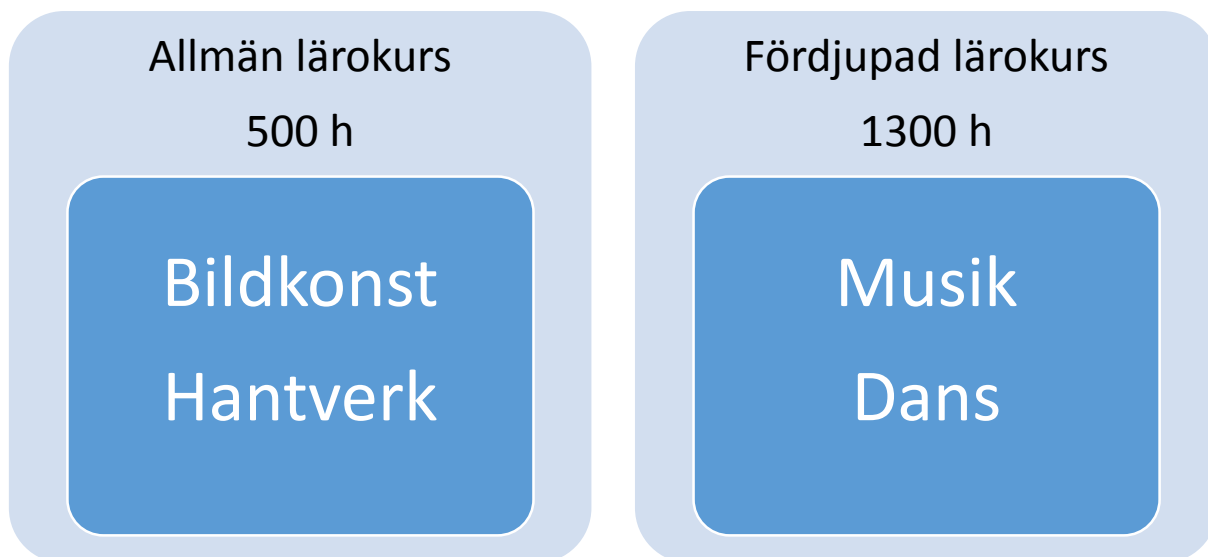 Allmän lärokurs
500 h
Bildkonst
Hantverk
Fördjupad lärokurs
1300 h
Musik
Dans